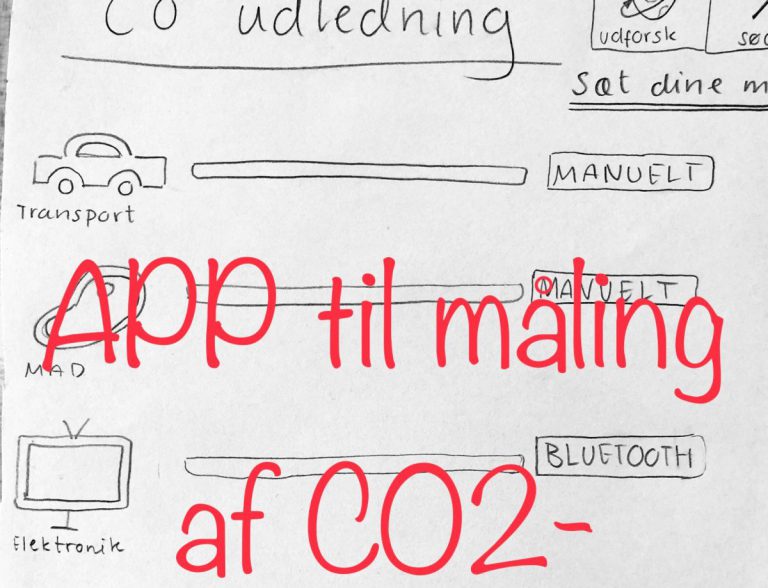 CO udledning
udforsk
Sæt dine
MANUELT
Transport
APP til måling
MANUELT
MAD
BLUETOOTH
Elektronik
af CO2-